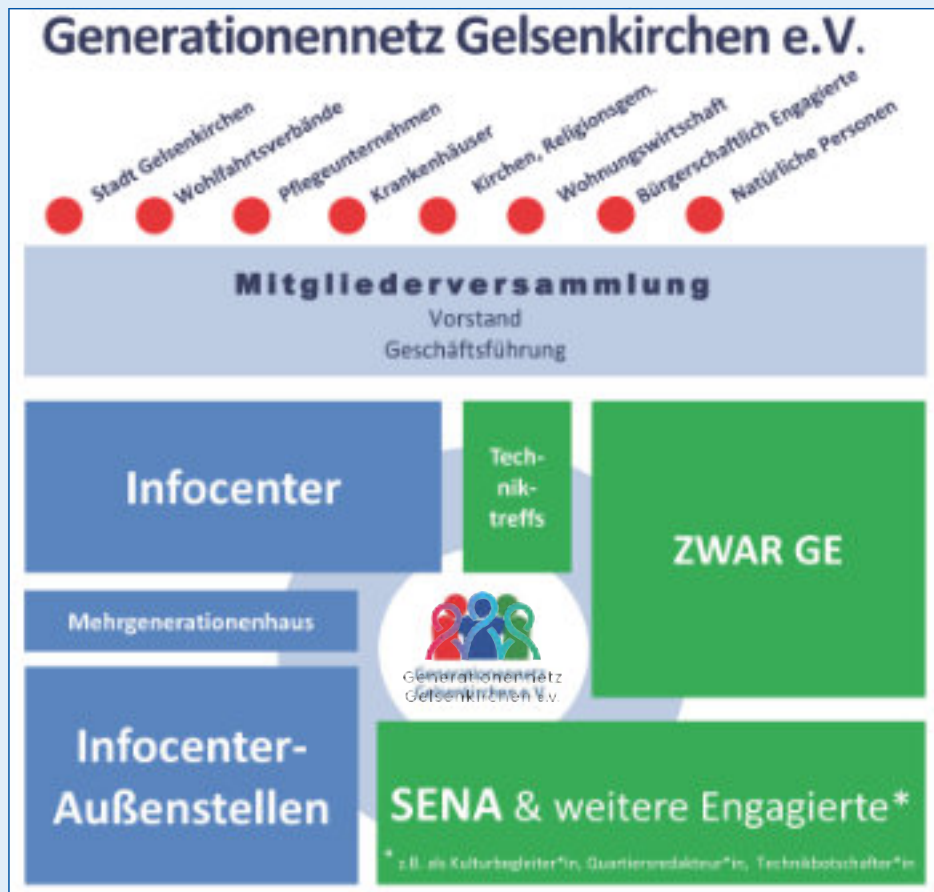 Generationennetz Gelsenkirchen e.V.
Stadt Gelsenkirchen
Wohlfahrtsverbände
Pflegeunternehmen
Krankenhäuser
Kirchen, Religionsgem.
Wohnungswirtschaft
Bürgerschaftlich Engagierte
Natürliche Personen
Mitgliederversammlung
Vorstand
Geschäftsführung
Infocenter
Tech-
nik-
treffs
ZWAR GE
Mehrgenerationenhaus
Generationennetz
Gelsenkirchen e.V.
Infocenter-
Außenstellen
SENA & weitere Engagierte*
* z.B. als Kulturbegleiter*in, Quartiersredakteur*in, Technikbotschafter*in